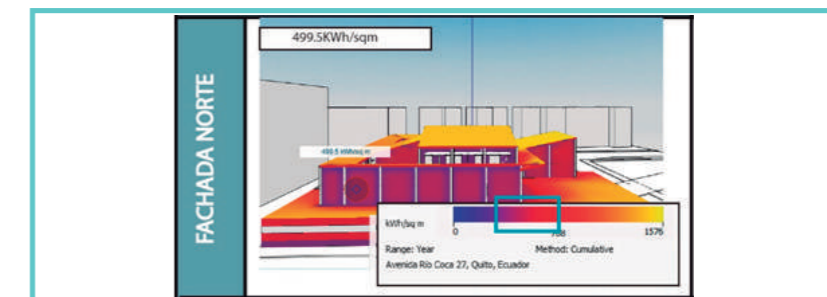 FACHADA NORTE
499.5KWh/sqm
499.5 kWh/sq m
kWh/sq m
0
788
1576
Range: Year
Method: Cumulative
Avenida Río Coca 27, Quito, Ecuador